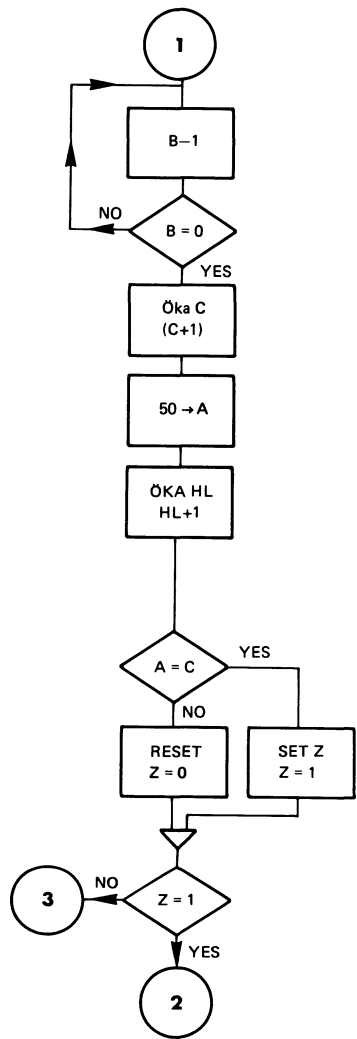 1
B−1
NO
B = 0
YES
Öka C
(C+1)
50 → A
ÖKA HL
HL+1
A = C
YES
NO
RESET
Z = 0
SET Z
Z = 1
3
NO
Z = 1
YES
2